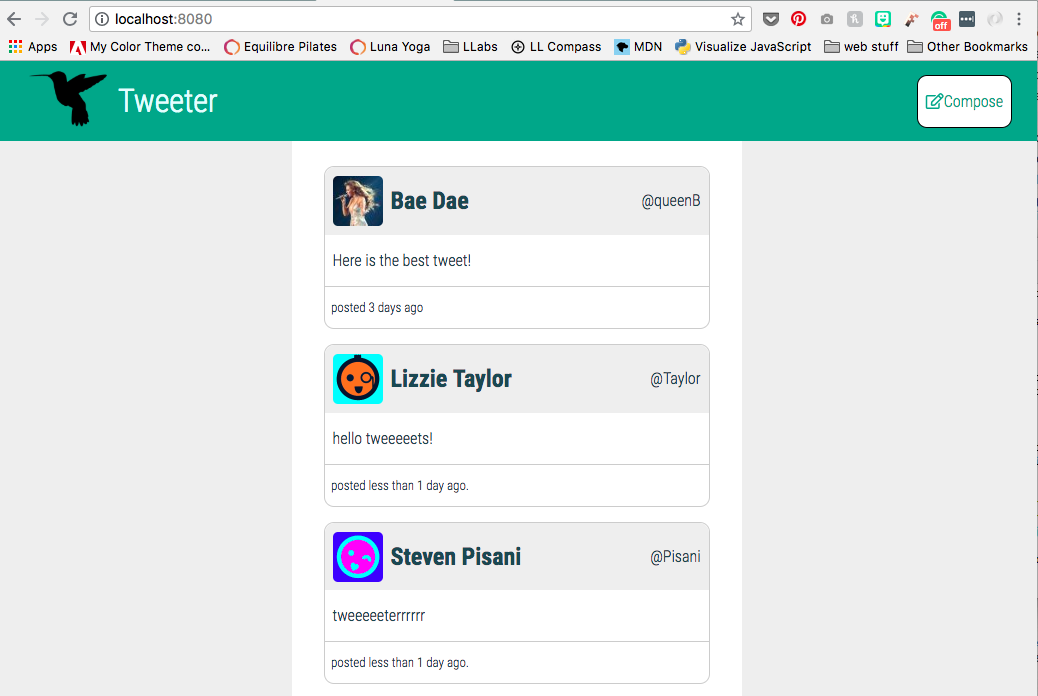 localhost:8080
off
Apps My Color Theme co... Equilibre Pilates Luna Yoga LLabs LL Compass MDN Visualize JavaScript web stuff Other Bookmarks
Tweeter
Compose
Bae Dae @queenB
Here is the best tweet!
posted 3 days ago
Lizzie Taylor @Taylor
hello tweeeeets!
posted less than 1 day ago.
Steven Pisani @Pisani
tweeeeeterrrrrr
posted less than 1 day ago.